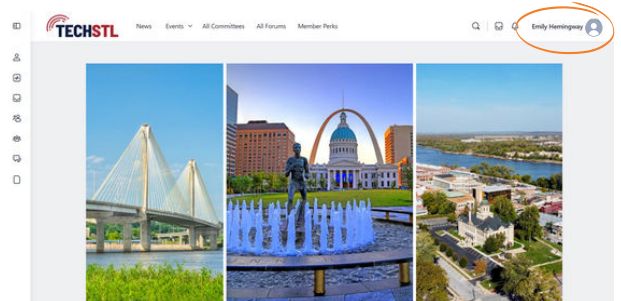 TECHSTL
News Events All Committees All Forums Member Perks
Emily Hemingway